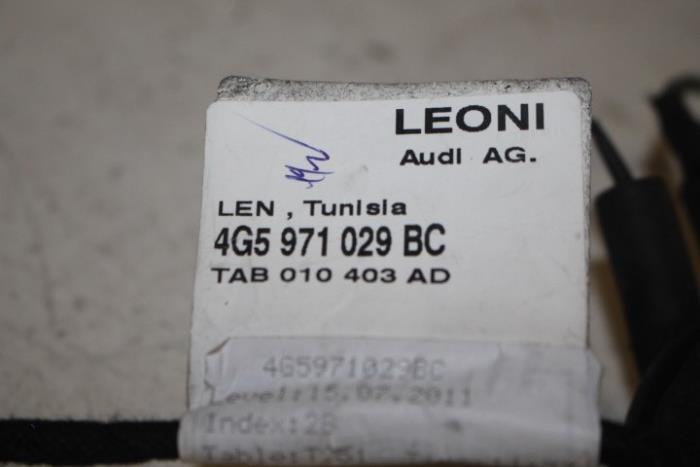 LEONI
Audi AG.
LEN , Tunisia
4G5 971 029 BC
TAB 010 403 AD
4G5971029BC
Level:15.07.2011
Index:2B